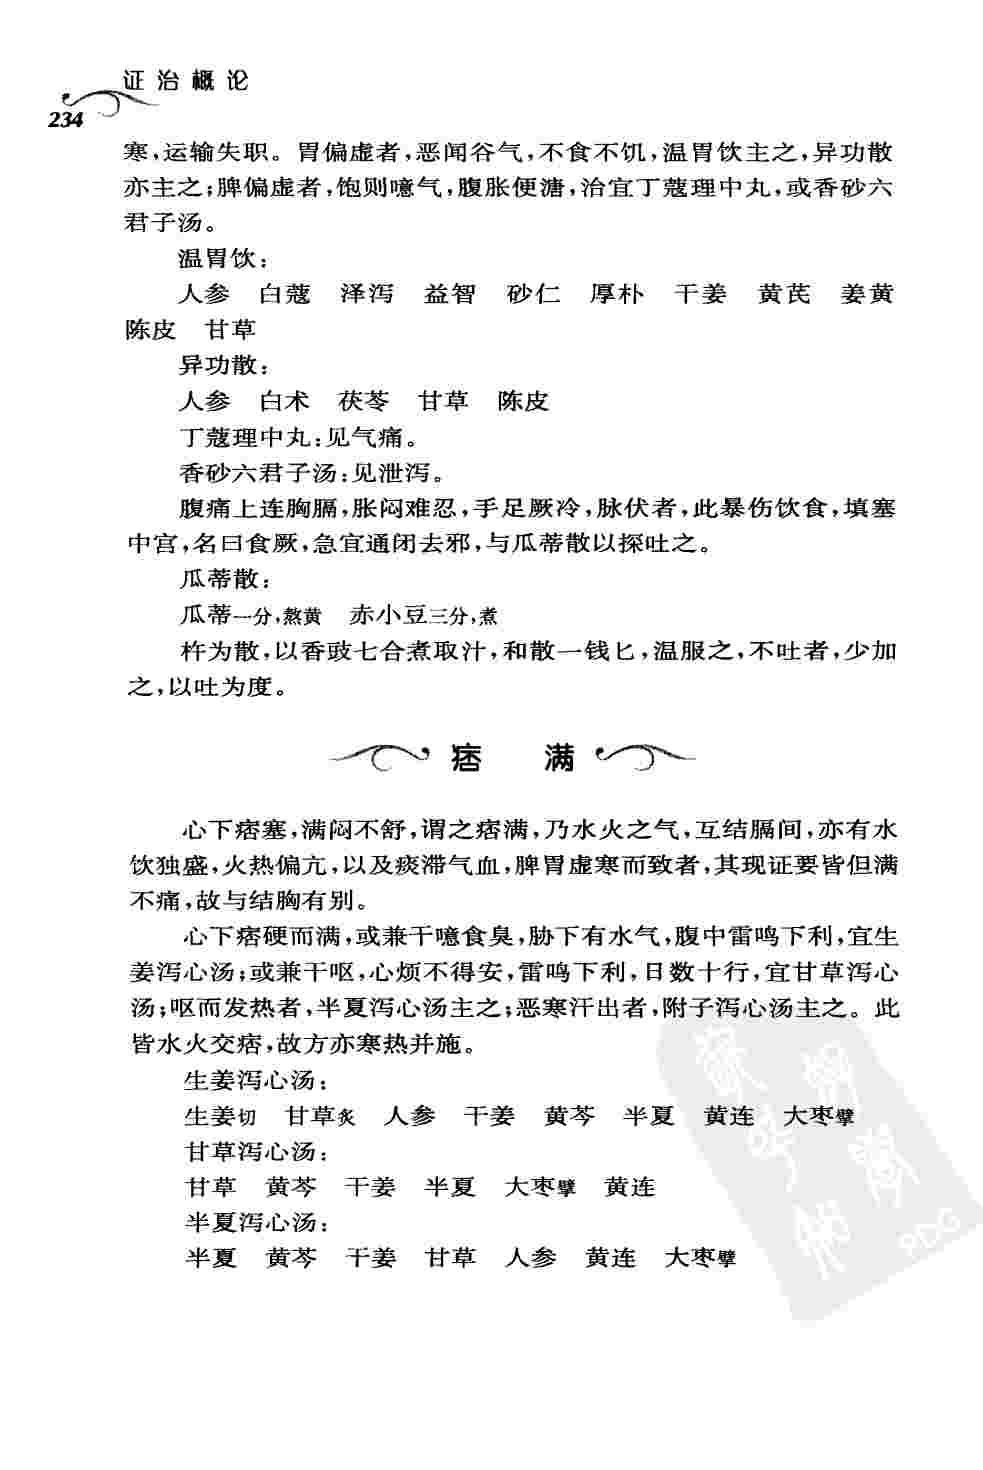 证治概论
234
寒,运输失职。胃偏虚者,恶闻谷气,不食不饥,温胃饮主之,异功散
亦主之;脾偏虚者,饱则噫气,腹胀便溏,治宜丁蔻理中丸,或香砂六
君子汤。
温胃饮:
人参 白蔻 泽泻 益智 砂仁 厚朴 干姜 黄芪 姜黄
陈皮 甘草
异功散:
人参 白术 茯苓 甘草 陈皮
丁蔻理中丸:见气痛。
香砂六君子汤:见泄泻。
腹痛上连胸膈,胀闷难忍,手足厥冷,脉伏者,此暴伤饮食,填塞
中宫,名曰食厥,急宜通闭去邪,与瓜蒂散以探吐之。
瓜蒂散:
瓜蒂一分,熬黄 赤小豆三分,煮
杵为散,以香豉七合煮取汁,和散一钱匕,温服之,不吐者,少加
之,以吐为度。
痞 满
心下痞塞,满闷不舒,谓之痞满,乃水火之气,互结膈间,亦有水
饮独盛,火热偏亢,以及痰滞气血,脾胃虚寒而致者,其现证要皆但满
不痛,故与结胸有别。
心下痞硬而满,或兼干噫食臭,胁下有水气,腹中雷鸣下利,宜生
姜泻心汤;或兼干呕,心烦不得安,雷鸣下利,日数十行,宜甘草泻心
汤;呕而发热者,半夏泻心汤主之;恶寒汗出者,附子泻心汤主之。此
皆水火交痞,故方亦寒热并施。
生姜泻心汤:
生姜切 甘草炙 人参 干姜 黄芩 半夏 黄连 大枣擘
甘草泻心汤:
甘草 黄芩 干姜 半夏 大枣擘 黄连
半夏泻心汤:
半夏 黄芩 干姜 甘草 人参 黄连 大枣擘
PDG